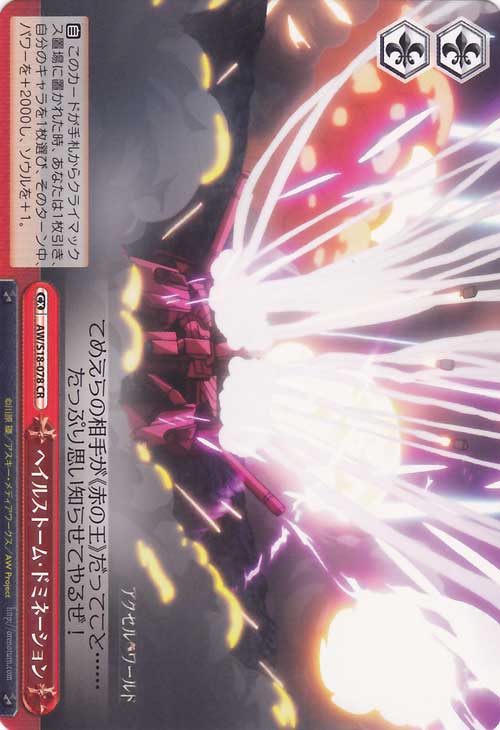 このカードが手札からクライマック
ス置場に置かれた時、あなたは1枚引き、
自分のキャラを1枚選び、そのターン中、
パワーを+2000し、ソウルを+1。
てめえらの相手が《赤の王》だってこと……
たっぷり思い知らせてやるぜ！
アクセル・ワールド
CX
AW/S18-078 CR
ヘイルストーム・ドミネーション
©川原 礫／アスキー・メディアワークス／AW Project
http://arenatum.com